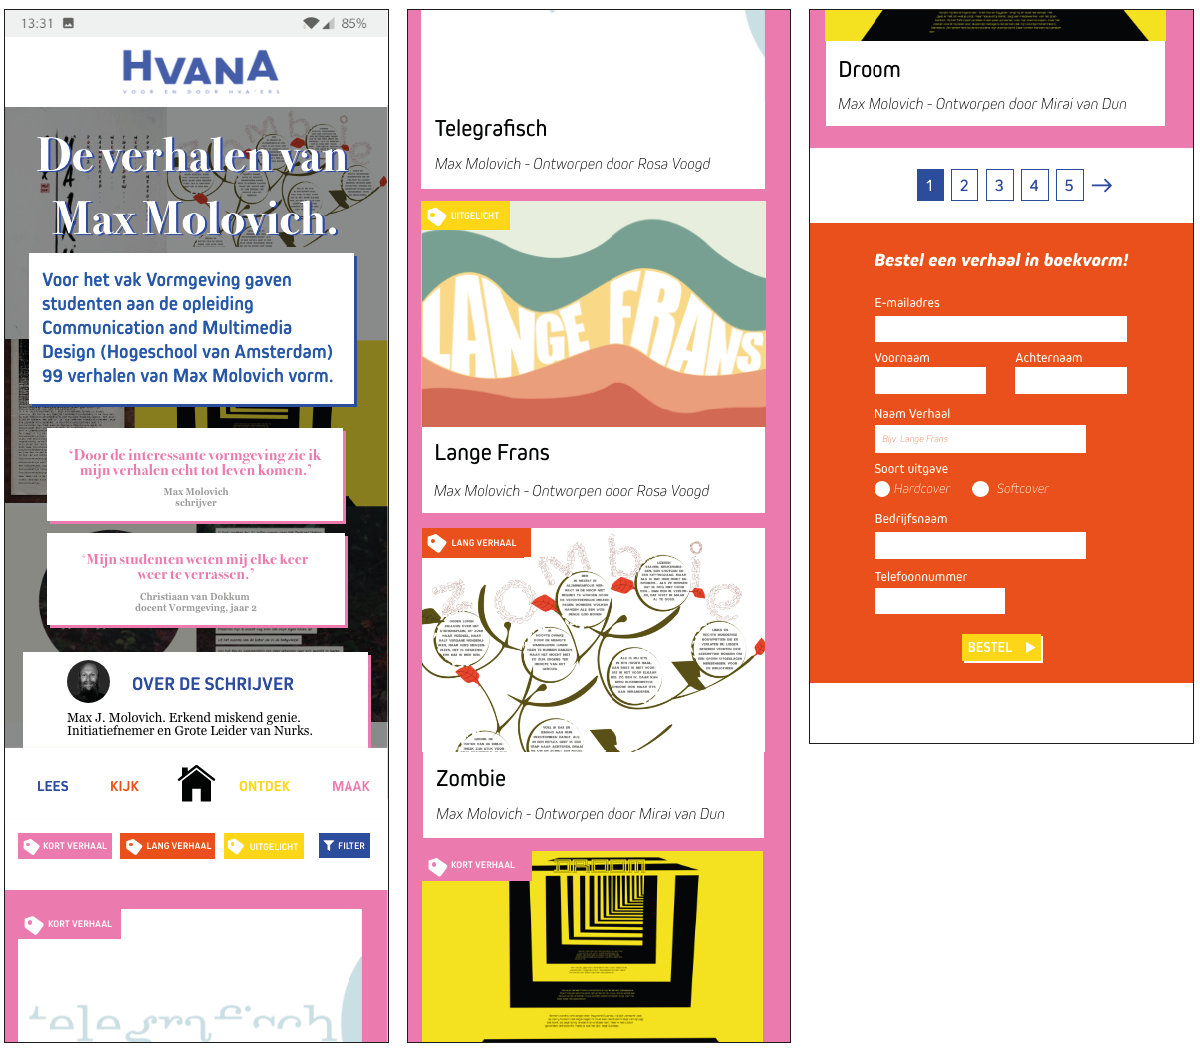 13:31
85%
HVANA
VOOR EN DOOR HVA'ERS
De verhalen van
Max Molovich.
Voor het vak Vormgeving gaven
studenten aan de opleiding
Communication and Multimedia
Design (Hogeschool van Amsterdam)
99 verhalen van Max Molovich vorm.
‘Door de interessante vormgeving zie ik
mijn verhalen echt tot leven komen.’
Max Molovich
schrijver
‘Mijn studenten weten mij elke keer
weer te verrassen.’
Christiaan van Dokkum
docent Vormgeving, jaar 2
OVER DE SCHRIJVER
Max J. Molovich. Erkend miskend genie.
Initiatiefnemer en Grote Leider van Nurks.
LEES
KIJK
ONTDEK
MAAK
KORT VERHAAL
LANG VERHAAL
UITGELICHT
FILTER
KORT VERHAAL
telegrafisch
Telegrafisch
Max Molovich - Ontworpen door Rosa Voogd
UITGELICHT
LANGE FRANS
Lange Frans
Max Molovich - Ontworpen door Rosa Voogd
LANG VERHAAL
zombie
Zombie
Max Molovich - Ontworpen door Mirai van Dun
KORT VERHAAL
DROOM
Droom
Max Molovich - Ontworpen door Mirai van Dun
1 2 3 4 5
Bestel een verhaal in boekvorm!
E-mailadres
Voornaam
Achternaam
Naam Verhaal
Bijv. Lange Frans
Soort uitgave
Hardcover
Softcover
Bedrijfsnaam
Telefoonnummer
BESTEL